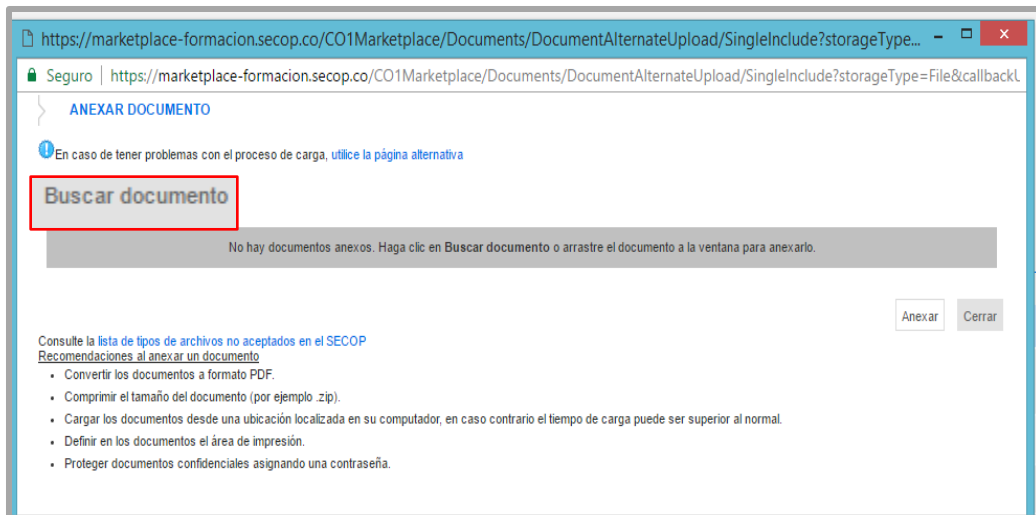 https://marketplace-formacion.secop.co/CO1Marketplace/Documents/DocumentAlternateUpload/SingleInclude?storageType...
Seguro | https://marketplace-formacion.secop.co/CO1Marketplace/Documents/DocumentAlternateUpload/SingleInclude?storageType=File&callbackU
ANEXAR DOCUMENTO
En caso de tener problemas con el proceso de carga, utilice la página alternativa
Buscar documento
No hay documentos anexos. Haga clic en Buscar documento o arrastre el documento a la ventana para anexarlo.
Anexar Cerrar
Consulte la lista de tipos de archivos no aceptados en el SECOP
Recomendaciones al anexar un documento
• Convertir los documentos a formato PDF.
• Comprimir el tamaño del documento (por ejemplo .zip).
• Cargar los documentos desde una ubicación localizada en su computador, en caso contrario el tiempo de carga puede ser superior al normal.
• Definir en los documentos el área de impresión.
• Proteger documentos confidenciales asignando una contraseña.